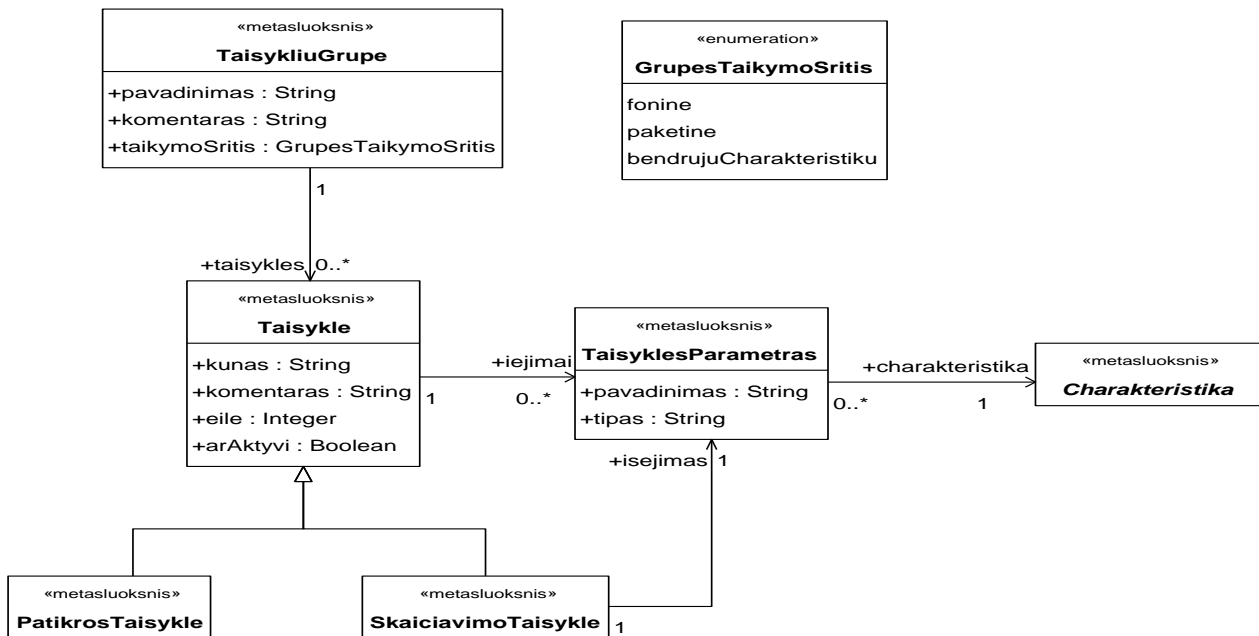 «metasluoksnis»
TaisykliuGrupe
+pavadinimas : String
+komentaras : String
+taikymoSritis : GrupesTaikymoSritis
«enumeration»
GrupesTaikymoSritis
fonine
paketine
bendrujuCharakteristiku
1
+taisykles 0..*
«metasluoksnis»
Taisykle
+kunas : String
+komentaras : String
+eile : Integer
+arAktyvi : Boolean
+iejimai
1 0..*
«metasluoksnis»
TaisyklesParametras
+pavadinimas : String
+tipas : String
+charakteristika
0..* 1
«metasluoksnis»
Charakteristika
+isejimas 1
«metasluoksnis»
PatikrosTaisykle
«metasluoksnis»
SkaiciavimoTaisykle
1